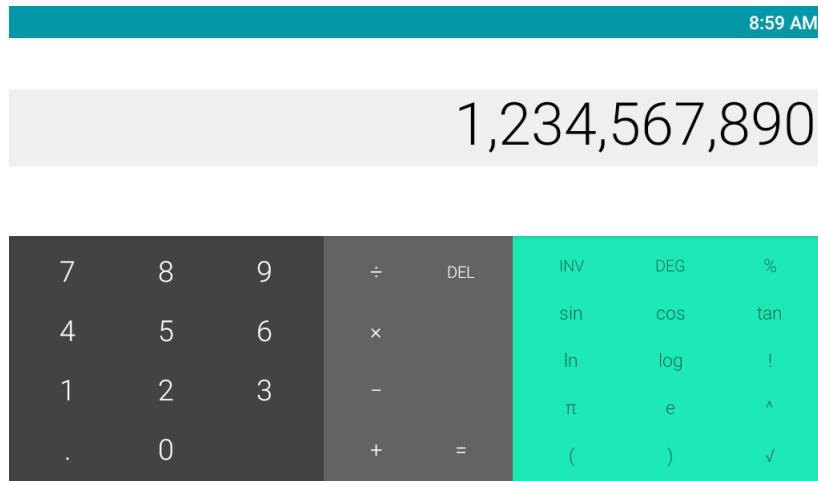 8:59 AM
1,234,567,890
7 8 9 ÷ DEL INV DEG %
4 5 6 × sin cos tan
1 2 3 − ln log !
. 0 + = π e ^
( ) √